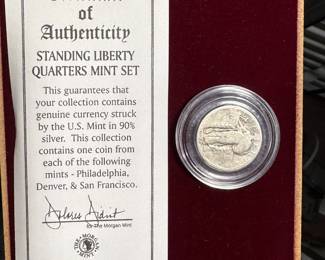 of
Authenticity
STANDING LIBERTY
QUARTERS MINT SET
This guarantees that
your collection contains
genuine currency struck
by the U.S. Mint in 90%
silver. This collection
contains one coin from
each of the following
mints - Philadelphia,
Denver, & San Francisco.
The Morgan Mint